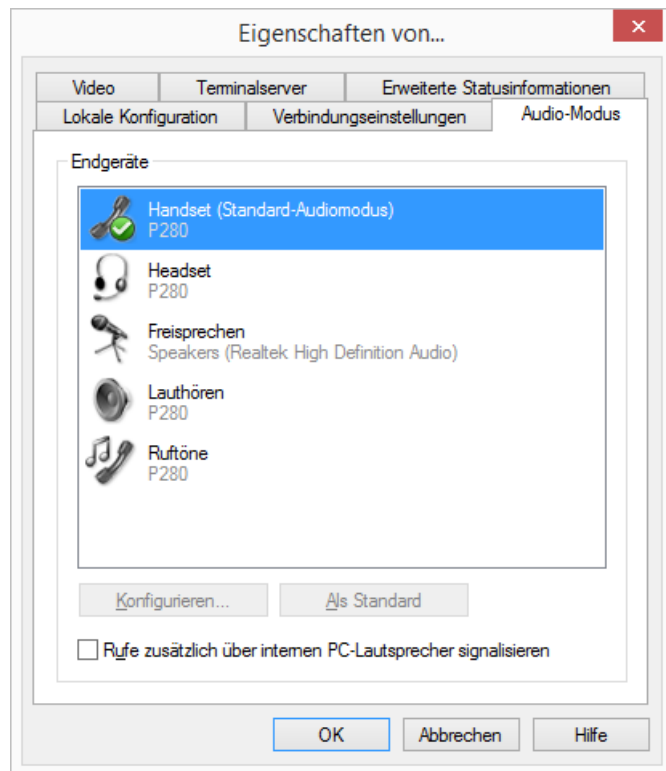 Eigenschaften von...
Video
Terminalserver
Erweiterte Statusinformationen
Lokale Konfiguration
Verbindungseinstellungen
Audio-Modus
Endgeräte
Handset (Standard-Audiomodus)
P280
Headset
P280
Freisprechen
Speakers (Realtek High Definition Audio)
Lauthören
P280
Ruftöne
P280
Konfigurieren...
Als Standard
Rufe zusätzlich über internen PC-Lautsprecher signalisieren
OK
Abbrechen
Hilfe